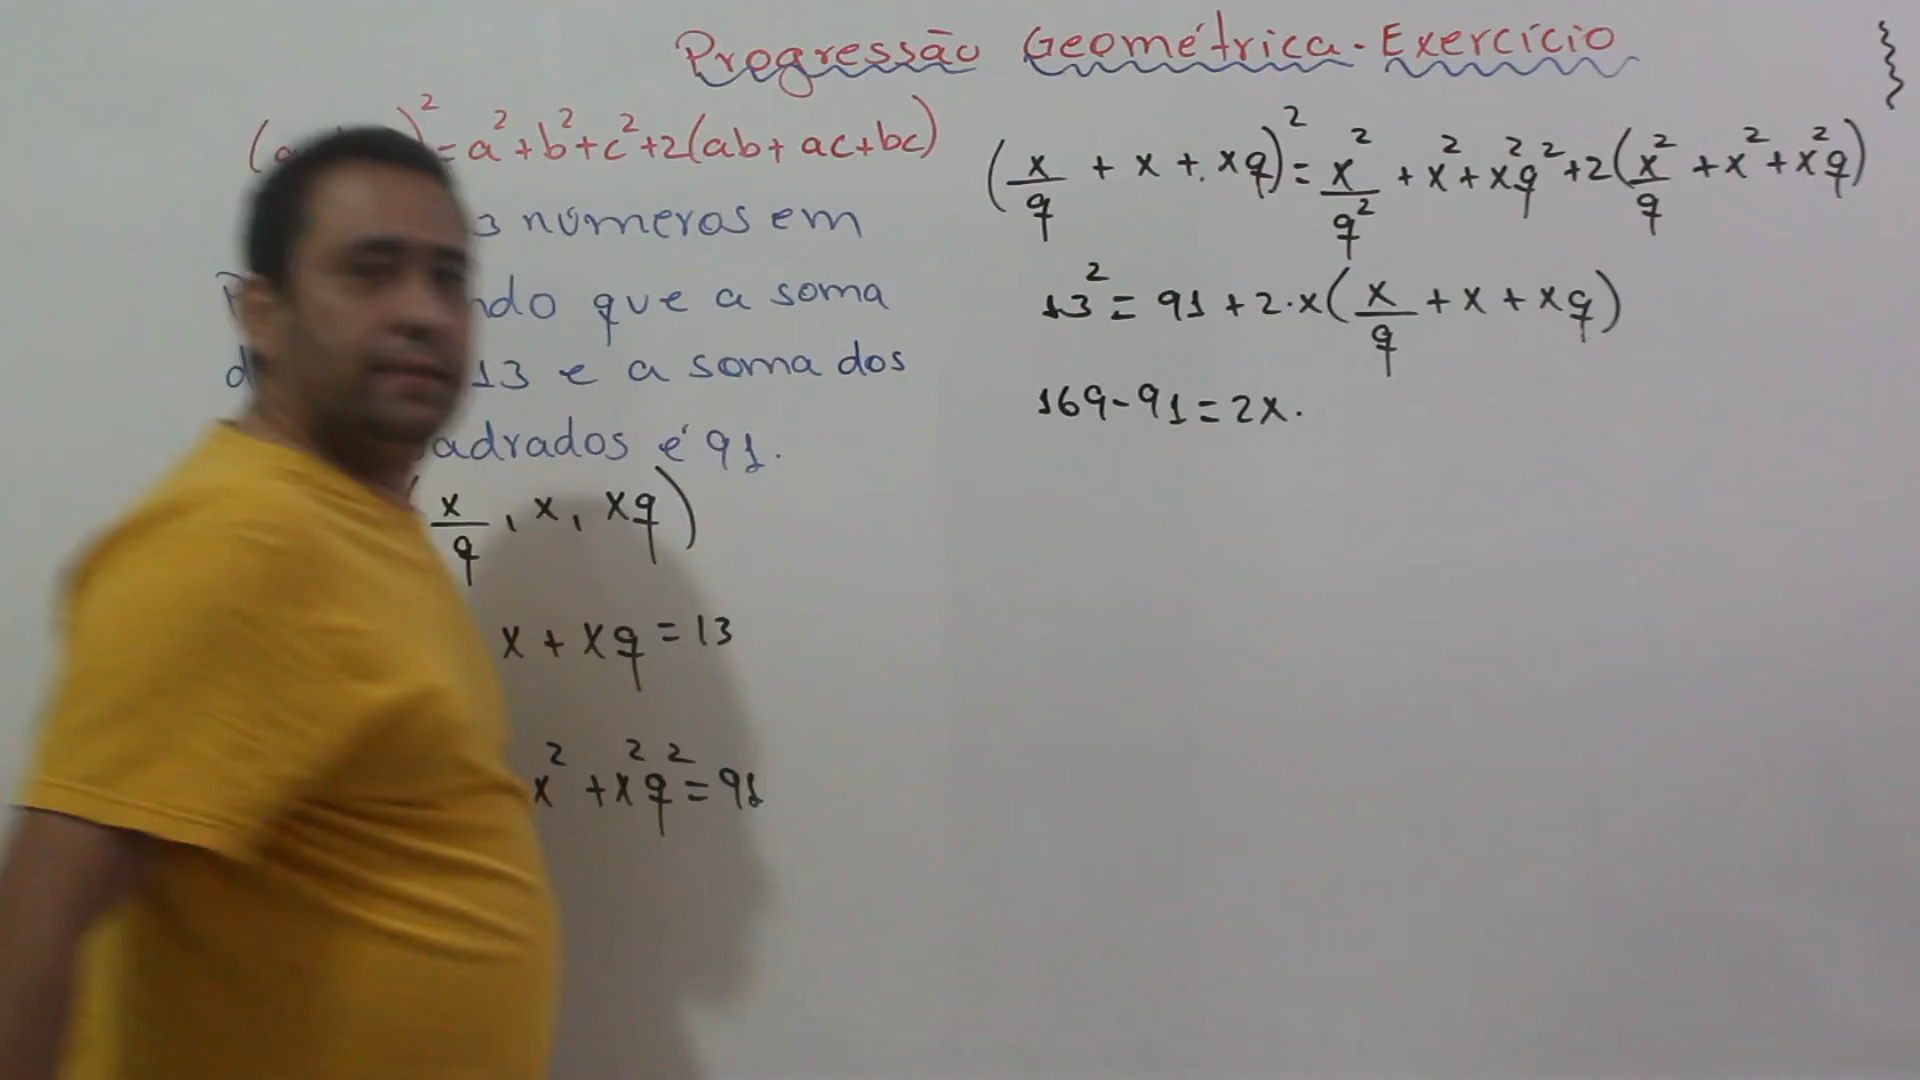 Progressão Geométrica - Exercício
)² = a² + b² + c² + 2(ab + ac + bc)
3 números em
que a soma
13 e a soma dos
adrados é 91.
x/q , x, xq)
x + xq = 13
x² + x²q² = 91
(x/q + x + xq)² = x²/q² + x² + x²q² + 2(x²/q + x² + x²q)
13² = 91 + 2·x(x/q + x + xq)
169 - 91 = 2x.